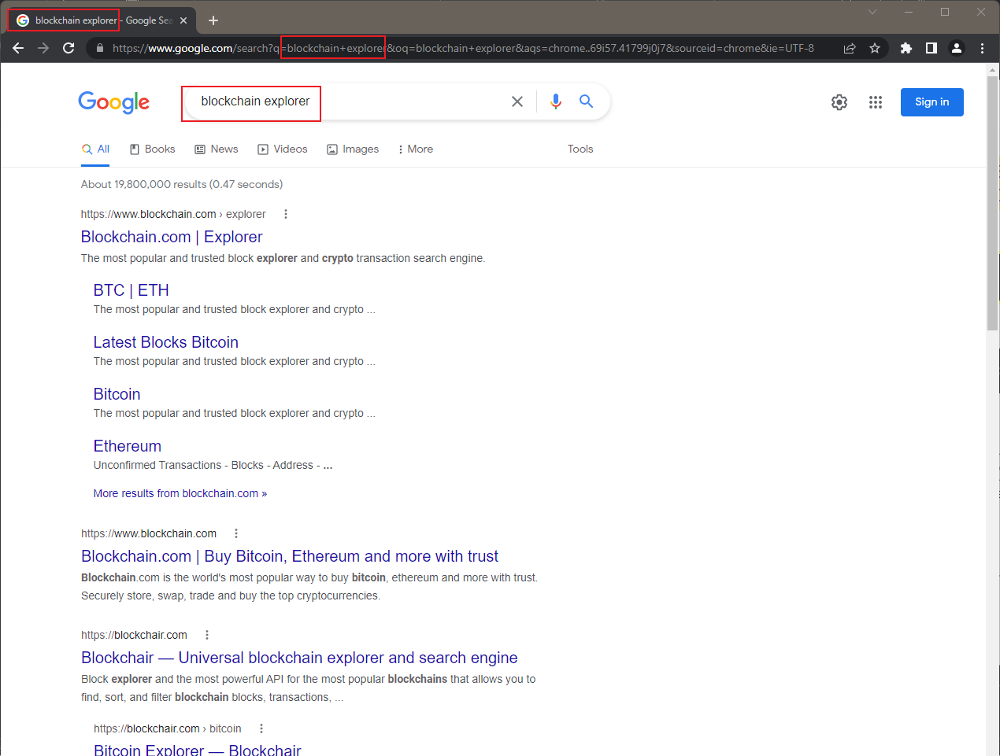 blockchain explorer - Google Sea
https://www.google.com/search?q=blockchain+explorer&oq=blockchain+explorer&aqs=chrome..69i57.41799j0j7&sourceid=chrome&ie=UTF-8
Google
blockchain explorer
Sign in
All
Books
News
Videos
Images
More
Tools
About 19,800,000 results (0.47 seconds)
https://www.blockchain.com › explorer
Blockchain.com | Explorer
The most popular and trusted block explorer and crypto transaction search engine.
BTC | ETH
The most popular and trusted block explorer and crypto ...
Latest Blocks Bitcoin
The most popular and trusted block explorer and crypto ...
Bitcoin
The most popular and trusted block explorer and crypto ...
Ethereum
Unconfirmed Transactions - Blocks - Address - ...
More results from blockchain.com »
https://www.blockchain.com
Blockchain.com | Buy Bitcoin, Ethereum and more with trust
Blockchain.com is the world's most popular way to buy bitcoin, ethereum and more with trust.
Securely store, swap, trade and buy the top cryptocurrencies.
https://blockchair.com
Blockchair — Universal blockchain explorer and search engine
Block explorer and the most powerful API for the most popular blockchains that allows you to
find, sort, and filter blockchain blocks, transactions, ...
https://blockchair.com › bitcoin
Bitcoin Explorer — Blockchair